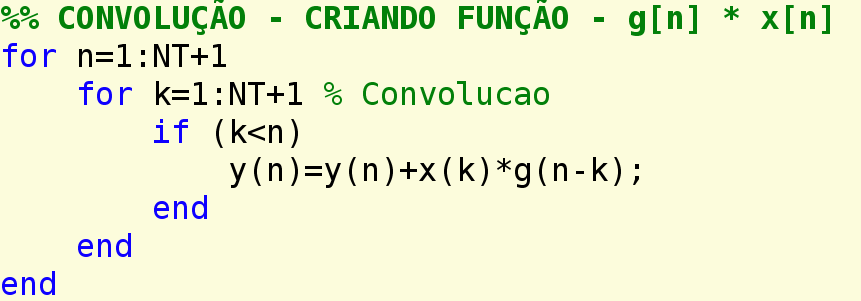 %% CONVOLUÇÃO - CRIANDO FUNÇÃO - g[n] * x[n]
for n=1:NT+1
    for k=1:NT+1 % Convolucao
        if (k<n)
            y(n)=y(n)+x(k)*g(n-k);
        end
    end
end